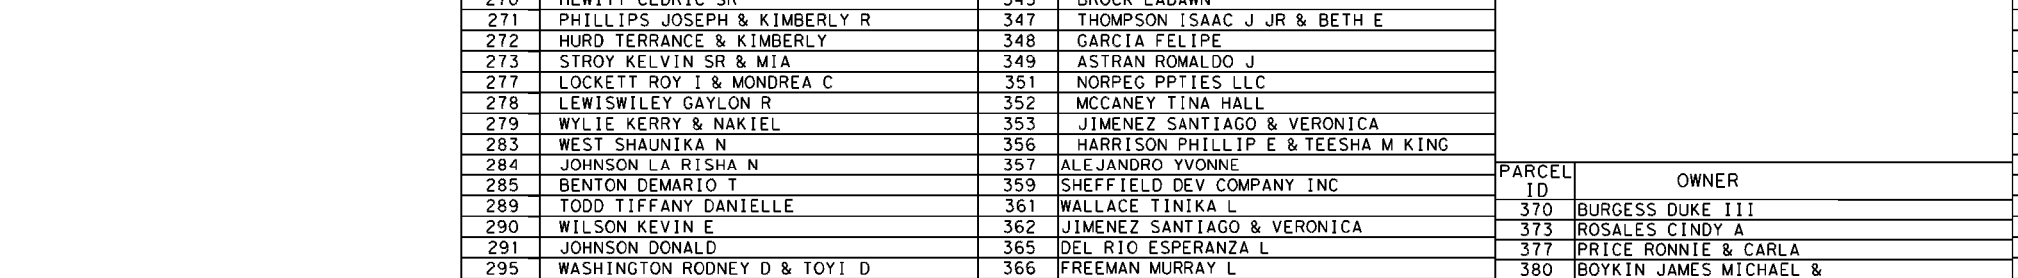 271 PHILLIPS JOSEPH & KIMBERLY R
272 HURD TERRANCE & KIMBERLY
273 STROY KELVIN SR & MIA
277 LOCKETT ROY I & MONDREA C
278 LEWISWILEY GAYLON R
279 WYLIE KERRY & NAKIEL
283 WEST SHAUNIKA N
284 JOHNSON LA RISHA N
285 BENTON DEMARIO T
289 TODD TIFFANY DANIELLE
290 WILSON KEVIN E
291 JOHNSON DONALD
295 WASHINGTON RODNEY D & TOYI D
347 THOMPSON ISAAC J JR & BETH E
348 GARCIA FELIPE
349 ASTRAN ROMALDO J
351 NORPEG PPTIES LLC
352 MCCANEY TINA HALL
353 JIMENEZ SANTIAGO & VERONICA
356 HARRISON PHILLIP E & TEESHA M KING
357 ALEJANDRO YVONNE
359 SHEFFIELD DEV COMPANY INC
361 WALLACE TINIKA L
362 JIMENEZ SANTIAGO & VERONICA
365 DEL RIO ESPERANZA L
366 FREEMAN MURRAY L
PARCEL
ID
OWNER
370 BURGESS DUKE III
373 ROSALES CINDY A
377 PRICE RONNIE & CARLA
380 BOYKIN JAMES MICHAEL &